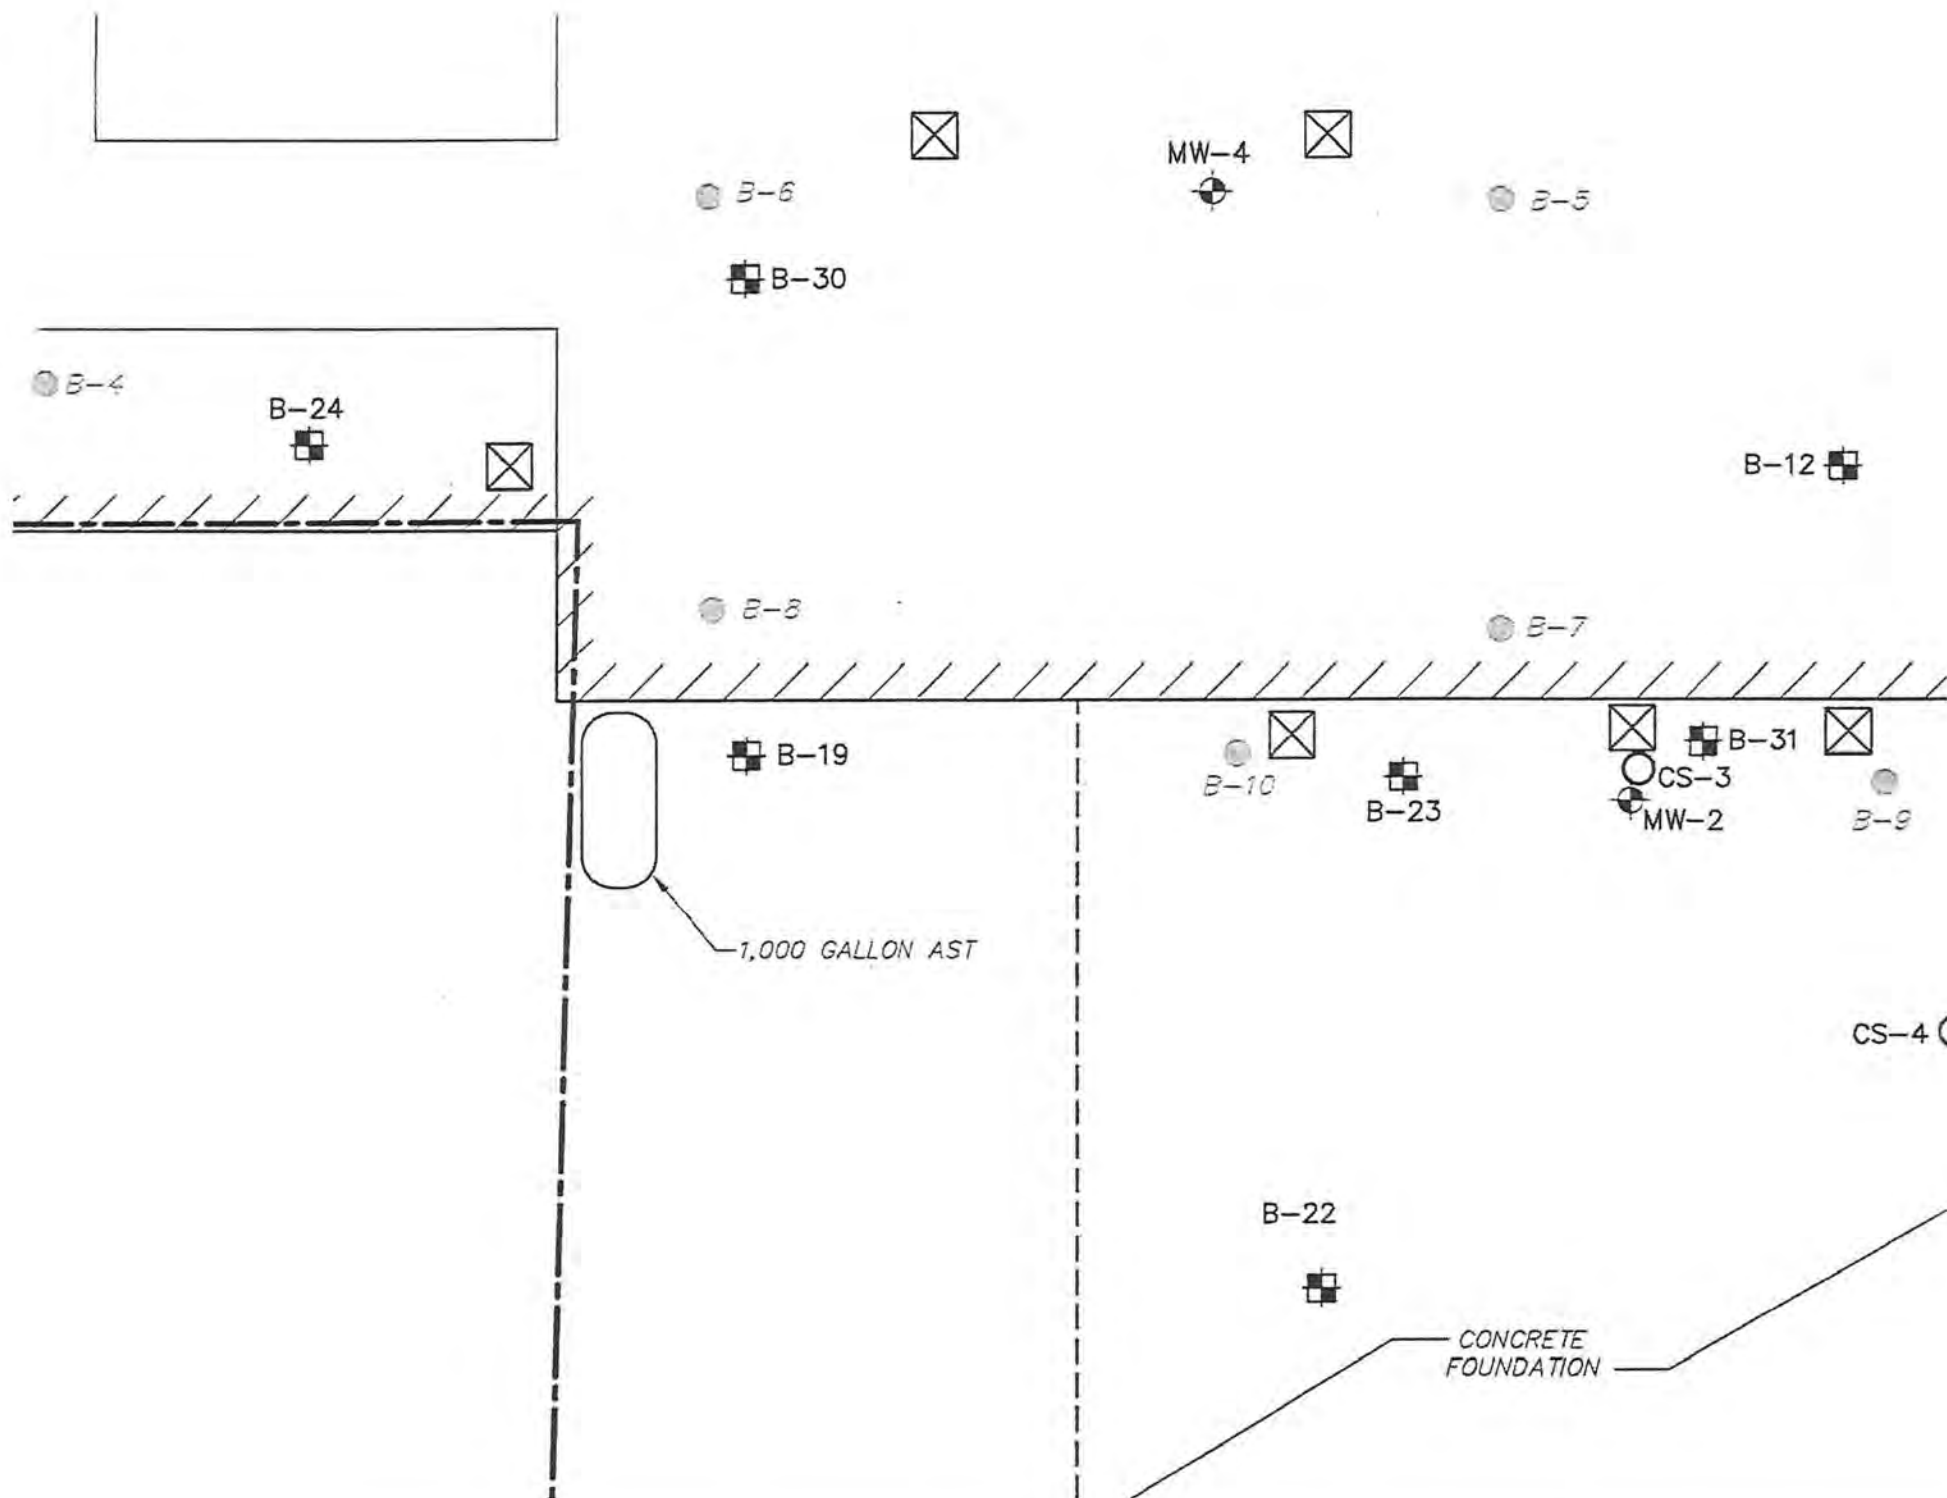 MW-4
B-6
B-5
B-30
B-4
B-24
B-12
B-8
B-7
B-19
B-31
B-10
CS-3
B-23
MW-2
B-9
1,000 GALLON AST
CS-4
B-22
CONCRETE
FOUNDATION